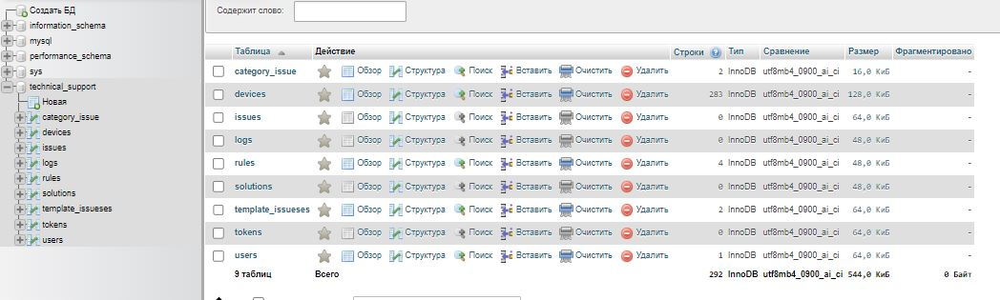 Создать БД
information_schema
mysql
performance_schema
sys
technical_support
Новая
category_issue
devices
issues
logs
rules
solutions
template_issueses
tokens
users
Содержит слово:
Таблица Действие Строки Тип Сравнение Размер Фрагментировано
category_issue Обзор Структура Поиск Вставить Очистить Удалить 2 InnoDB utf8mb4_0900_ai_ci 16,0 КиБ -
devices Обзор Структура Поиск Вставить Очистить Удалить 283 InnoDB utf8mb4_0900_ai_ci 128,0 КиБ -
issues Обзор Структура Поиск Вставить Очистить Удалить 0 InnoDB utf8mb4_0900_ai_ci 64,0 КиБ -
logs Обзор Структура Поиск Вставить Очистить Удалить 0 InnoDB utf8mb4_0900_ai_ci 48,0 КиБ -
rules Обзор Структура Поиск Вставить Очистить Удалить 4 InnoDB utf8mb4_0900_ai_ci 48,0 КиБ -
solutions Обзор Структура Поиск Вставить Очистить Удалить 0 InnoDB utf8mb4_0900_ai_ci 48,0 КиБ -
template_issueses Обзор Структура Поиск Вставить Очистить Удалить 2 InnoDB utf8mb4_0900_ai_ci 64,0 КиБ -
tokens Обзор Структура Поиск Вставить Очистить Удалить 0 InnoDB utf8mb4_0900_ai_ci 64,0 КиБ -
users Обзор Структура Поиск Вставить Очистить Удалить 1 InnoDB utf8mb4_0900_ai_ci 64,0 КиБ -
9 таблиц Всего 292 InnoDB utf8mb4_0900_ai_ci 544,0 КиБ 0 Байт